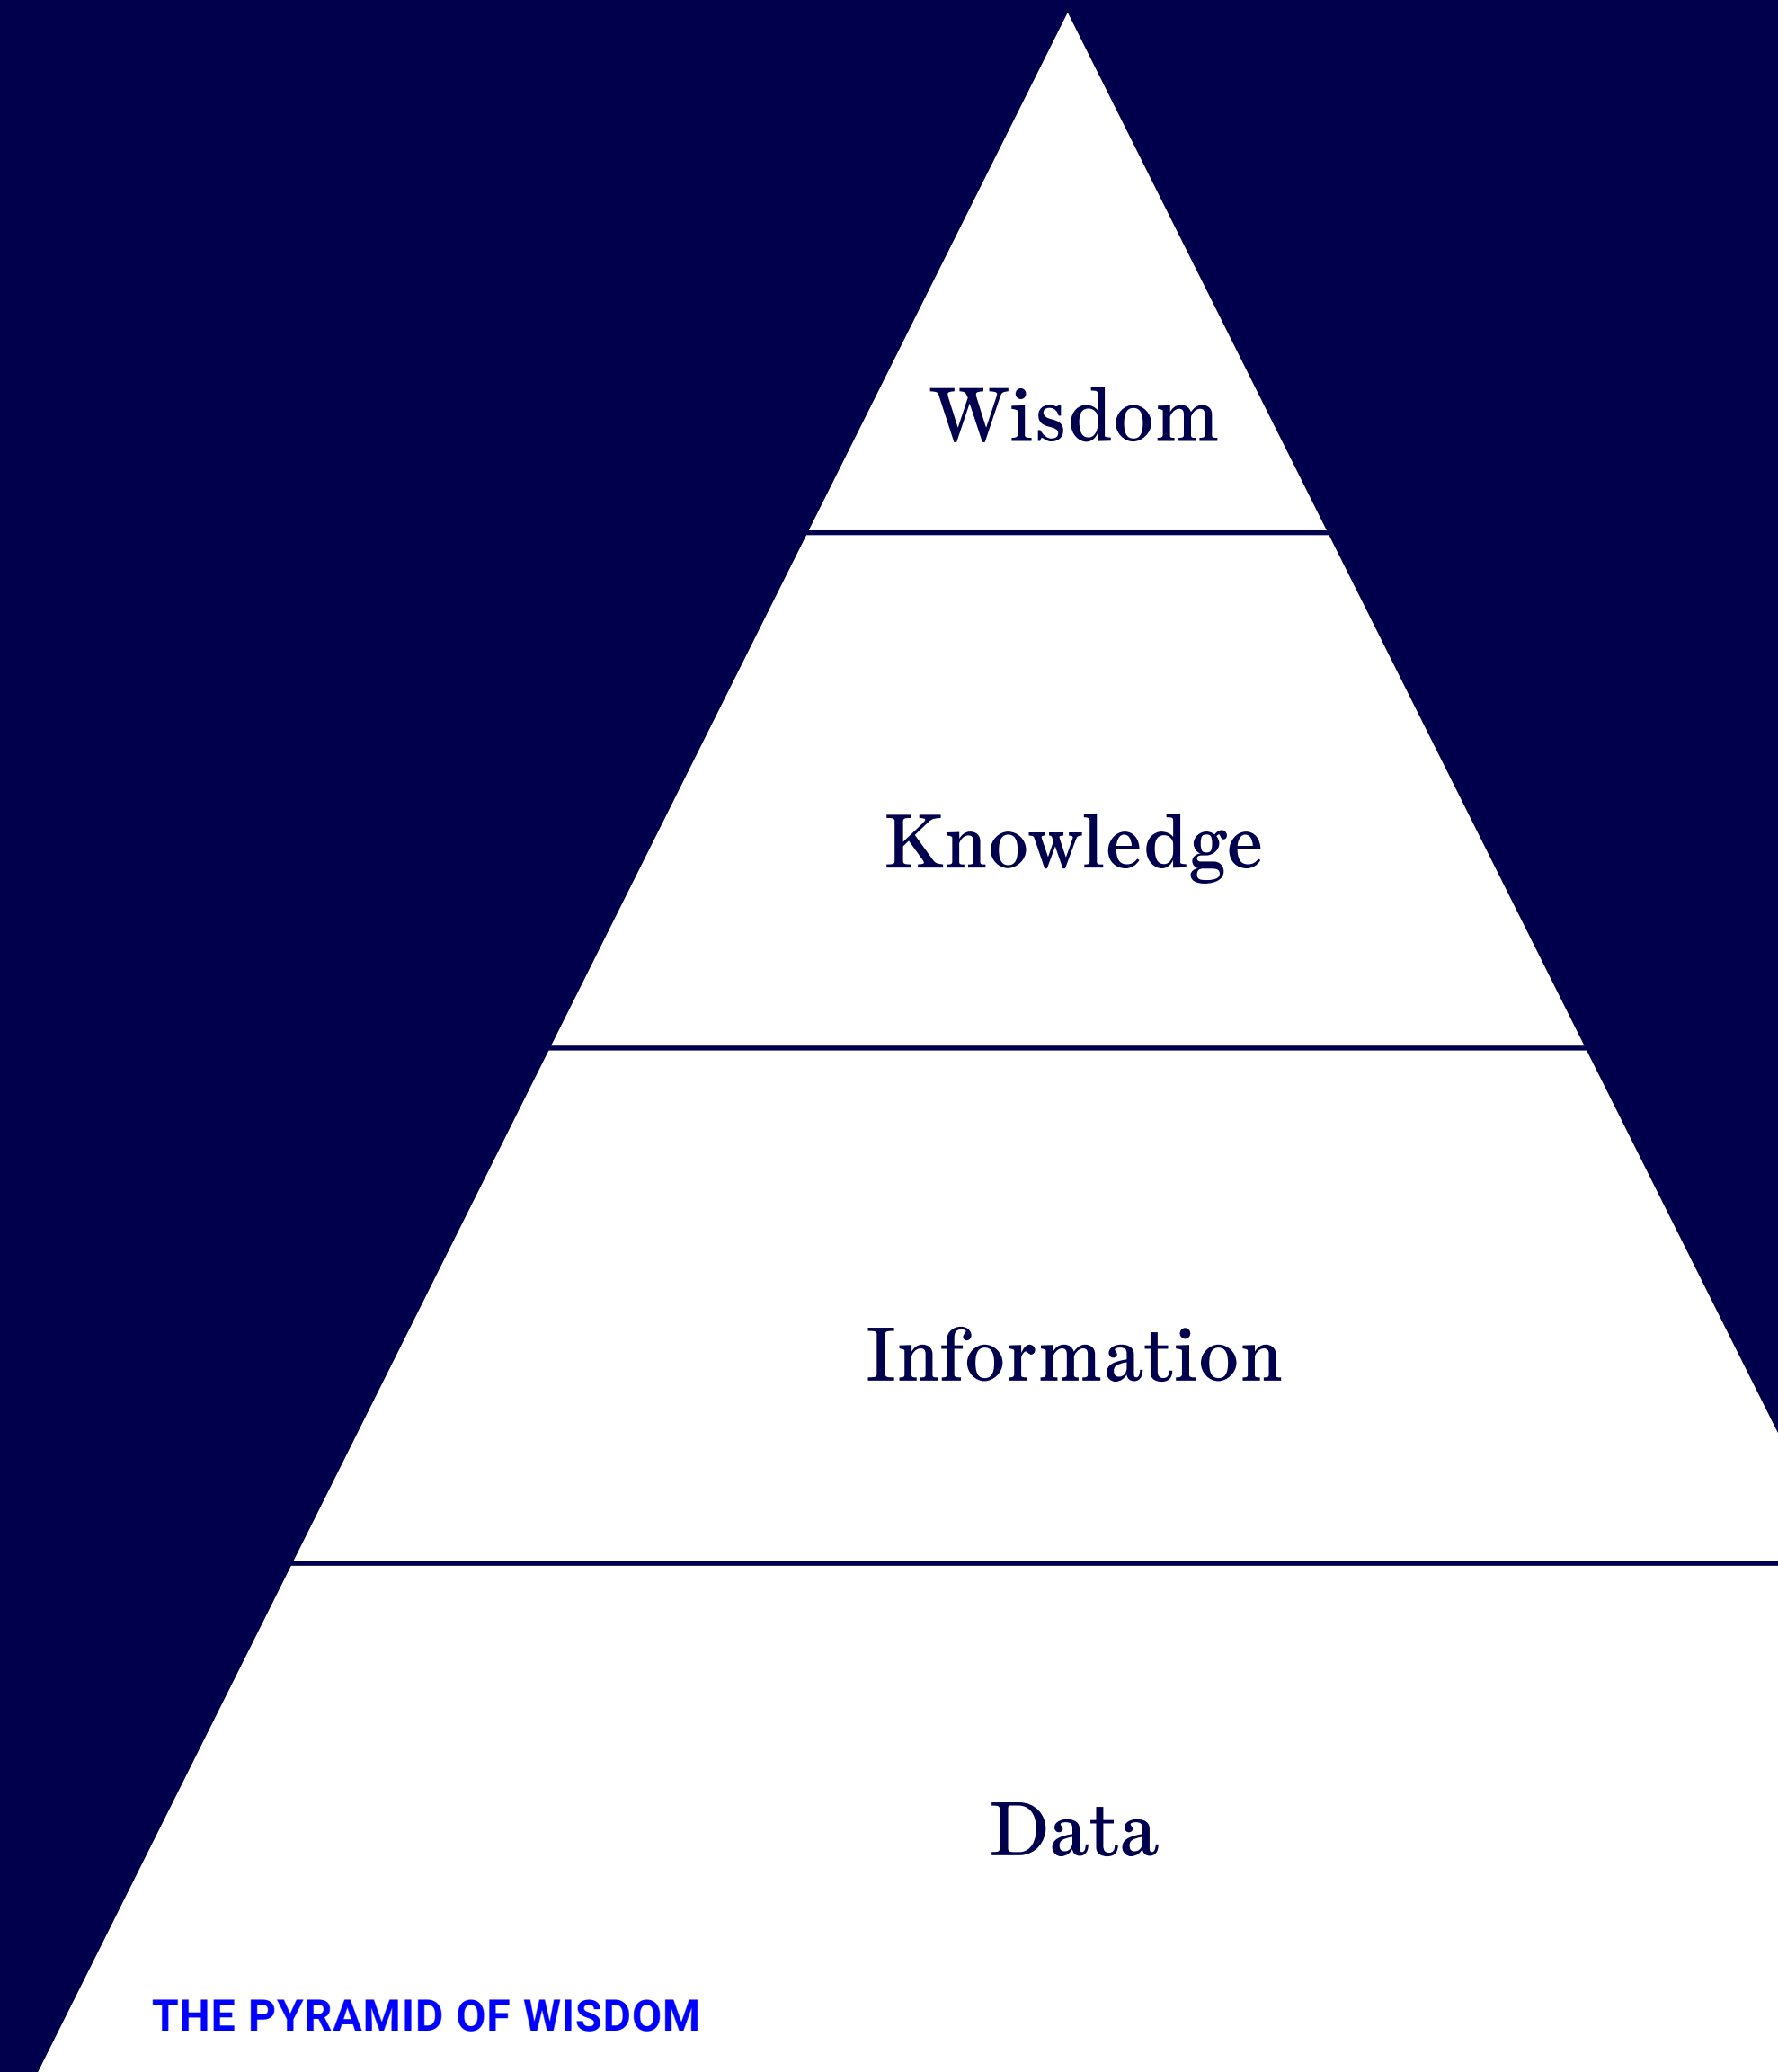 Wisdom
Knowledge
Information
Data
THE PYRAMID OF WISDOM